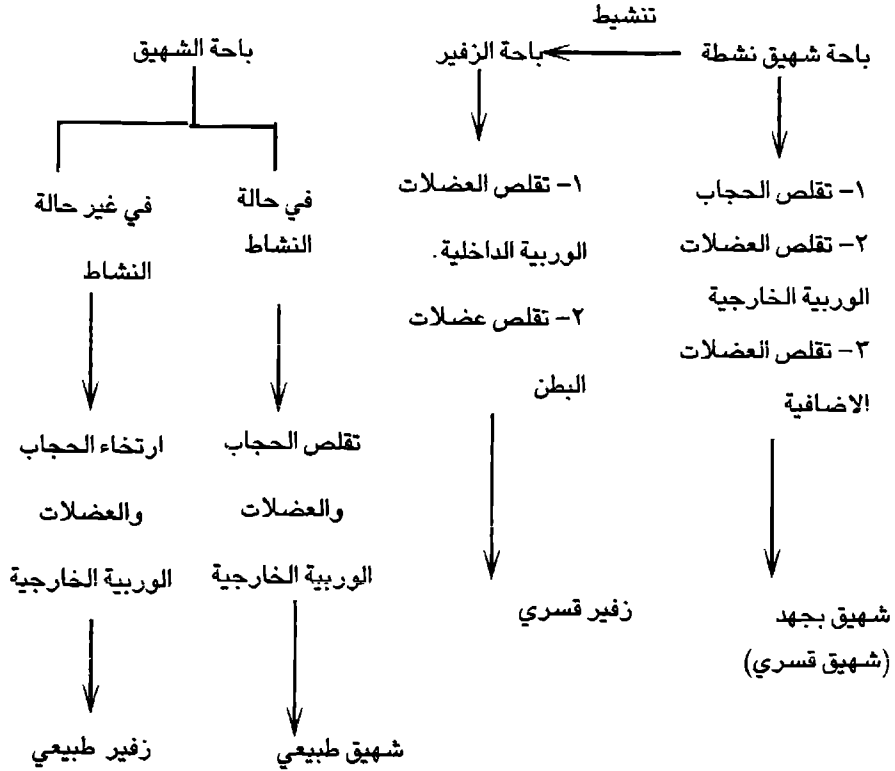 تنشيط
باحة شهيق نشطة
باحة الزفير
باحة الشهيق
١– تقلص الحجاب
٢– تقلص العضلات
الوربية الخارجية
٣– تقلص العضلات
الاضافية
شهيق بجهد
(شهيق قسري)
١– تقلص العضلات
الوربية الداخلية.
٢– تقلص عضلات
البطن
زفير قسري
في حالة
النشاط
تقلص الحجاب
والعضلات
الوربية الخارجية
شهيق طبيعي
في غير حالة
النشاط
ارتخاء الحجاب
والعضلات
الوربية الخارجية
زفير طبيعي